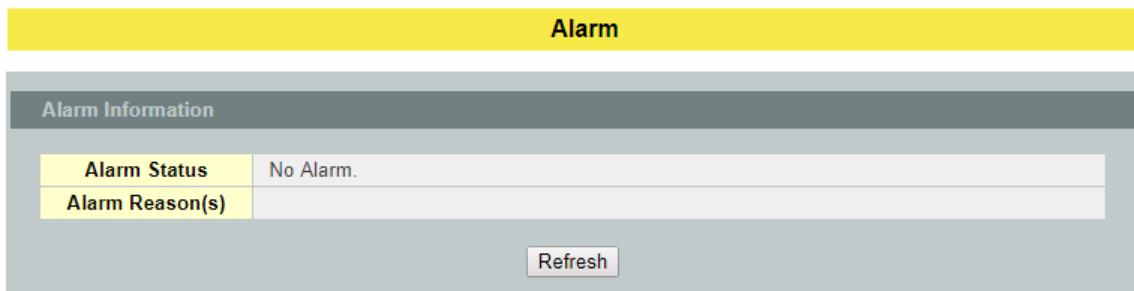 Alarm
Alarm Information
Alarm Status No Alarm.
Alarm Reason(s)
Refresh